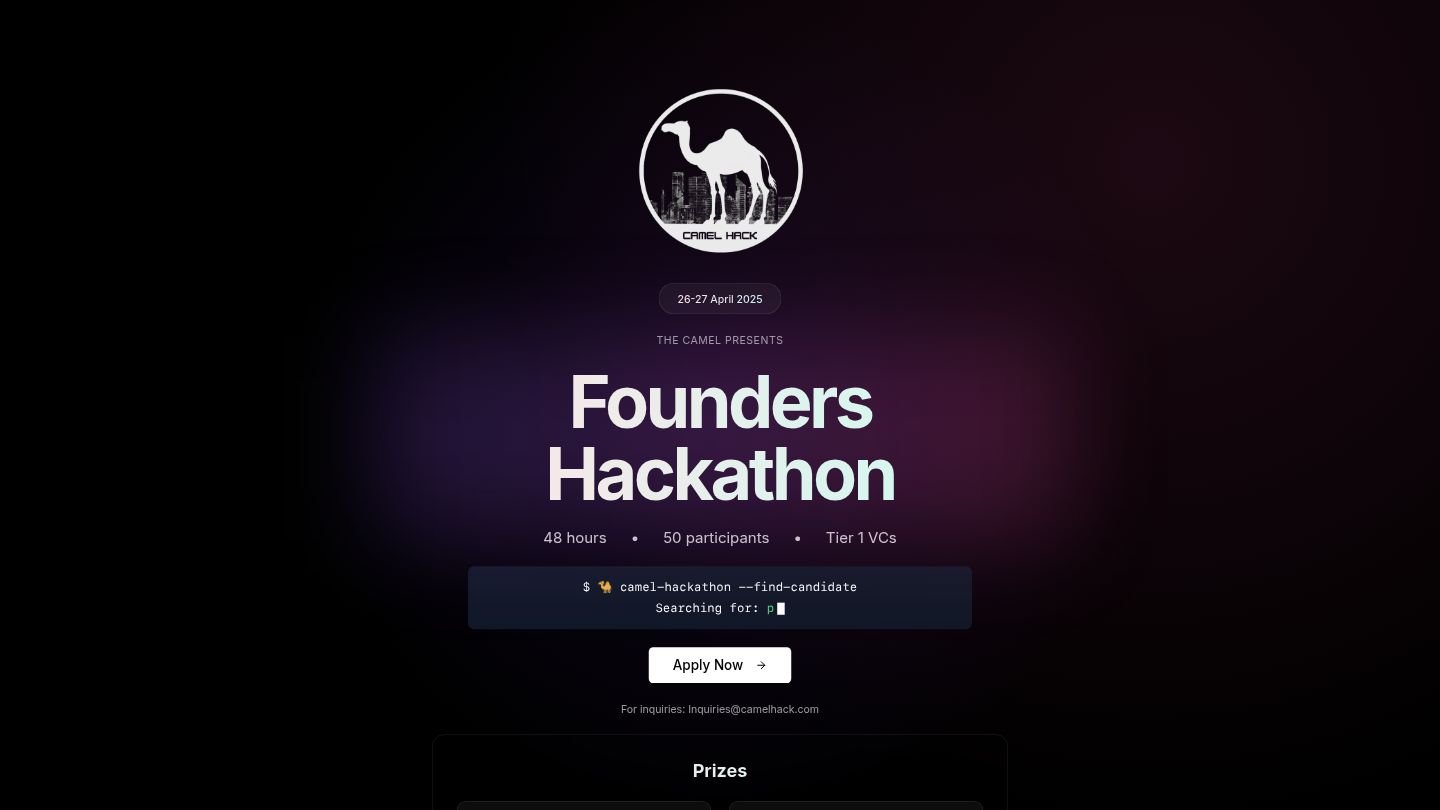 CAMEL HACK
26-27 April 2025
THE CAMEL PRESENTS
Founders
Hackathon
48 hours • 50 participants • Tier 1 VCs
$ 🐫 camel-hackathon --find-candidate
Searching for: p
Apply Now →
For inquiries: Inquiries@camelhack.com
Prizes